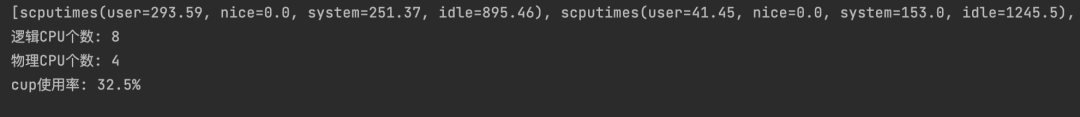 [scputimes(user=293.59, nice=0.0, system=251.37, idle=895.46), scputimes(user=41.45, nice=0.0, system=153.0, idle=1245.5),
逻辑CPU个数: 8
物理CPU个数: 4
cup使用率: 32.5%